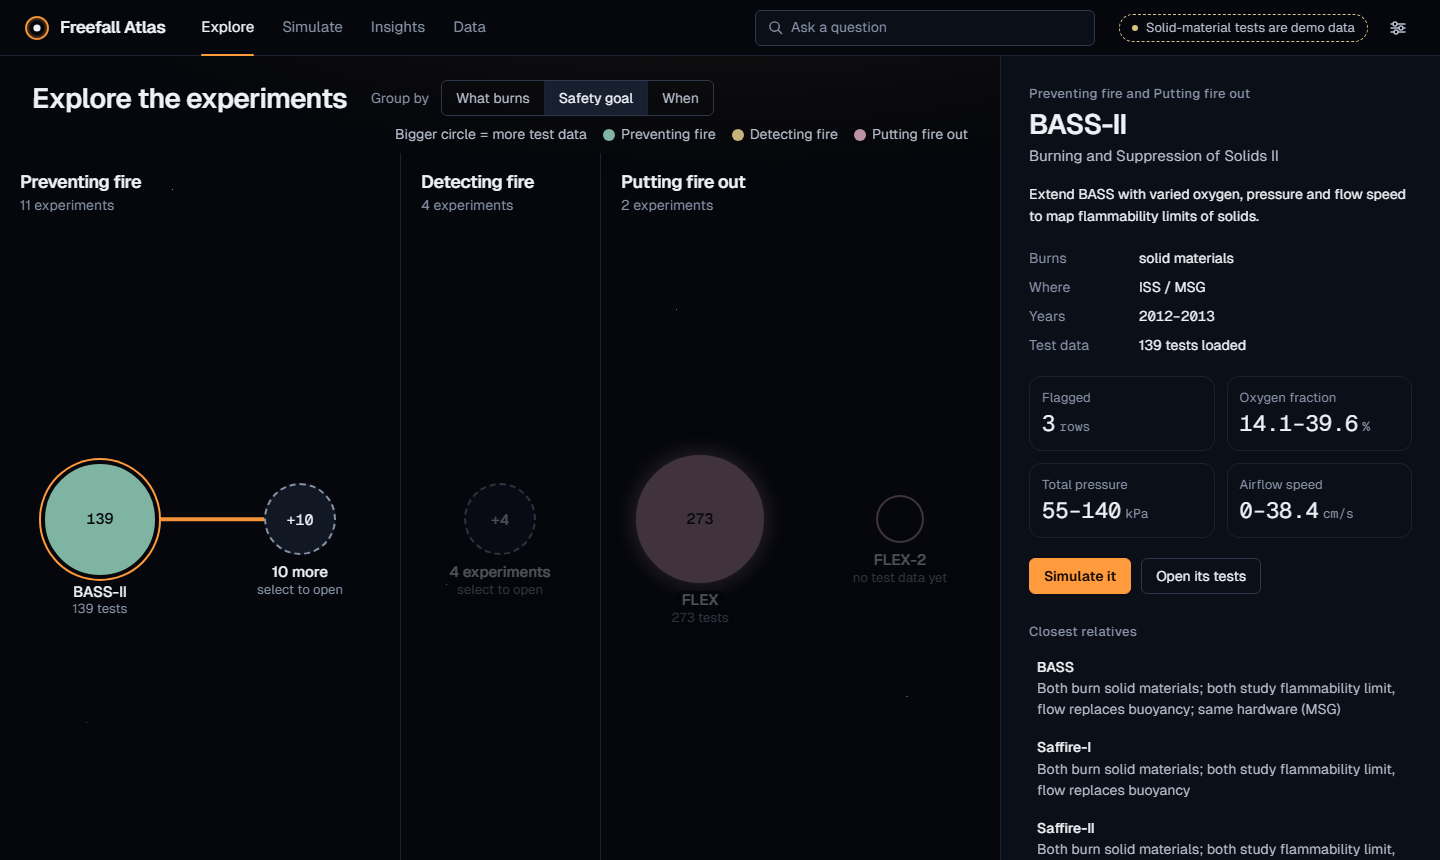 Freefall Atlas
Explore
Simulate
Insights
Data
Ask a question
Solid-material tests are demo data
Explore the experiments
Group by
What burns
Safety goal
When
Bigger circle = more test data
Preventing fire
Detecting fire
Putting fire out
Preventing fire
11 experiments
Detecting fire
4 experiments
Putting fire out
2 experiments
139
BASS-II
139 tests
+10
10 more
select to open
+4
4 experiments
select to open
273
FLEX
273 tests
FLEX-2
no test data yet
Preventing fire and Putting fire out
BASS-II
Burning and Suppression of Solids II
Extend BASS with varied oxygen, pressure and flow speed
to map flammability limits of solids.
Burns solid materials
Where ISS / MSG
Years 2012–2013
Test data 139 tests loaded
Flagged
3 rows
Oxygen fraction
14.1–39.6 %
Total pressure
55–140 kPa
Airflow speed
0–38.4 cm/s
Simulate it
Open its tests
Closest relatives
BASS
Both burn solid materials; both study flammability limit,
flow replaces buoyancy; same hardware (MSG)
Saffire-I
Both burn solid materials; both study flammability limit,
flow replaces buoyancy
Saffire-II
Both burn solid materials; both study flammability limit,